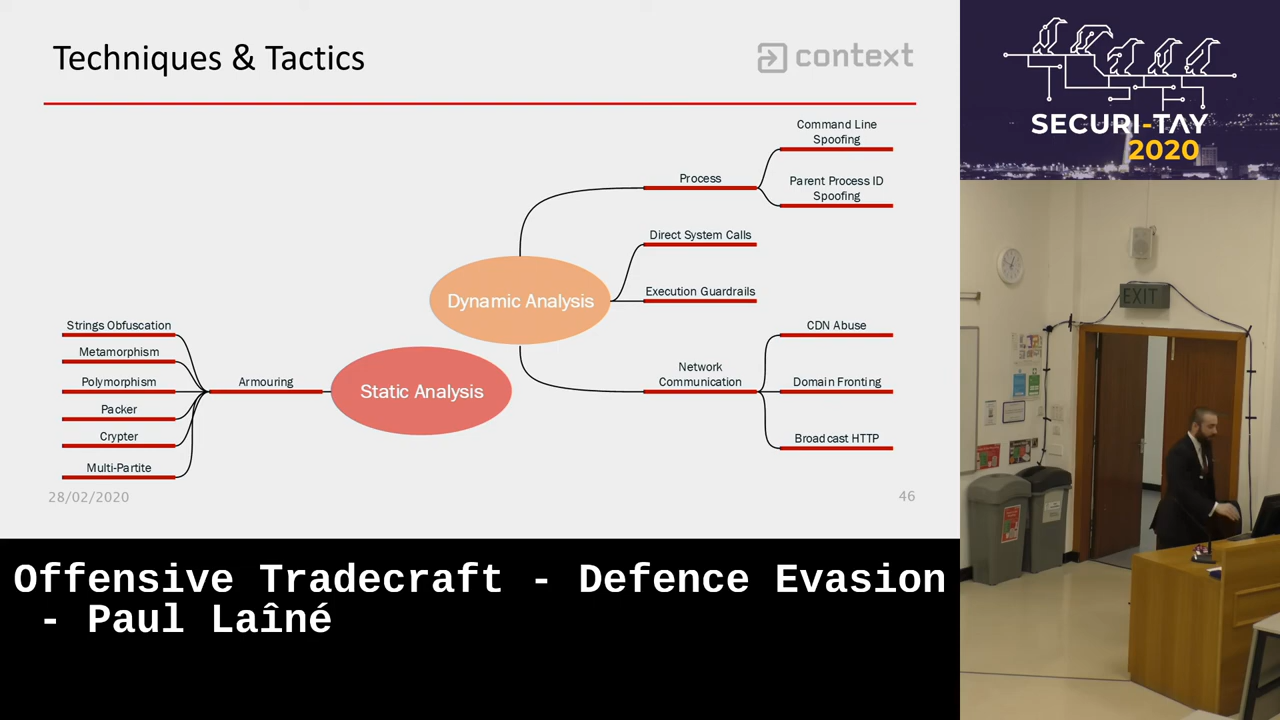 Techniques & Tactics
context
Command Line
Spoofing
Process
Parent Process ID
Spoofing
Direct System Calls
Dynamic Analysis
Execution Guardrails
Strings Obfuscation
CDN Abuse
Metamorphism
Network
Communication
Polymorphism
Armouring
Static Analysis
Domain Fronting
Packer
Crypter
Broadcast HTTP
Multi-Partite
28/02/2020
46
Offensive Tradecraft - Defence Evasion
- Paul Laîné
SECURI-TAY
2020
EXIT